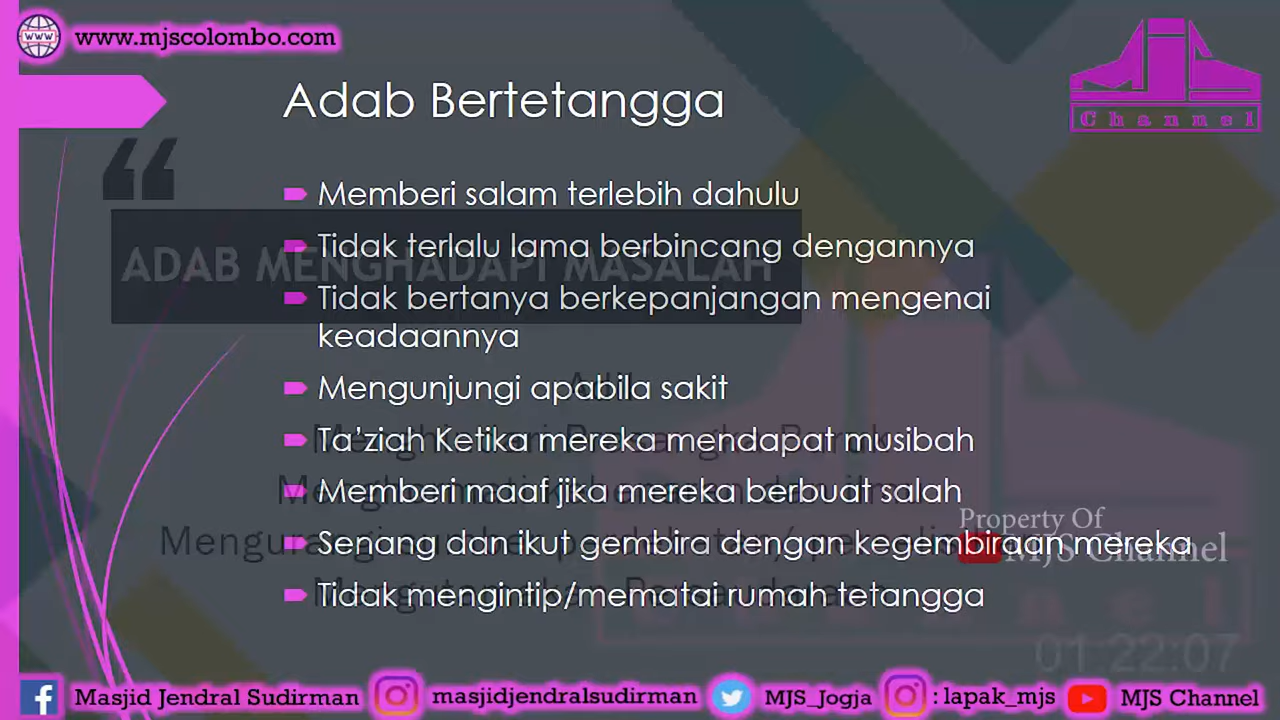 www.mjscolombo.com
Channel
Adab Bertetangga
Memberi salam terlebih dahulu
Tidak terlalu lama berbincang dengannya
Tidak bertanya berkepanjangan mengenai
keadaannya
Mengunjungi apabila sakit
Ta'ziah Ketika mereka mendapat musibah
Memberi maaf jika mereka berbuat salah
Senang dan ikut gembira dengan kegembiraan mereka
Tidak mengintip/mematai rumah tetangga
ADAB MENGHADAPI MASALAH
Property Of
MJS Channel
01:22:07
Masjid Jendral Sudirman
masjidjendralsudirman
MJS_Jogja
: lapak_mjs
MJS Channel